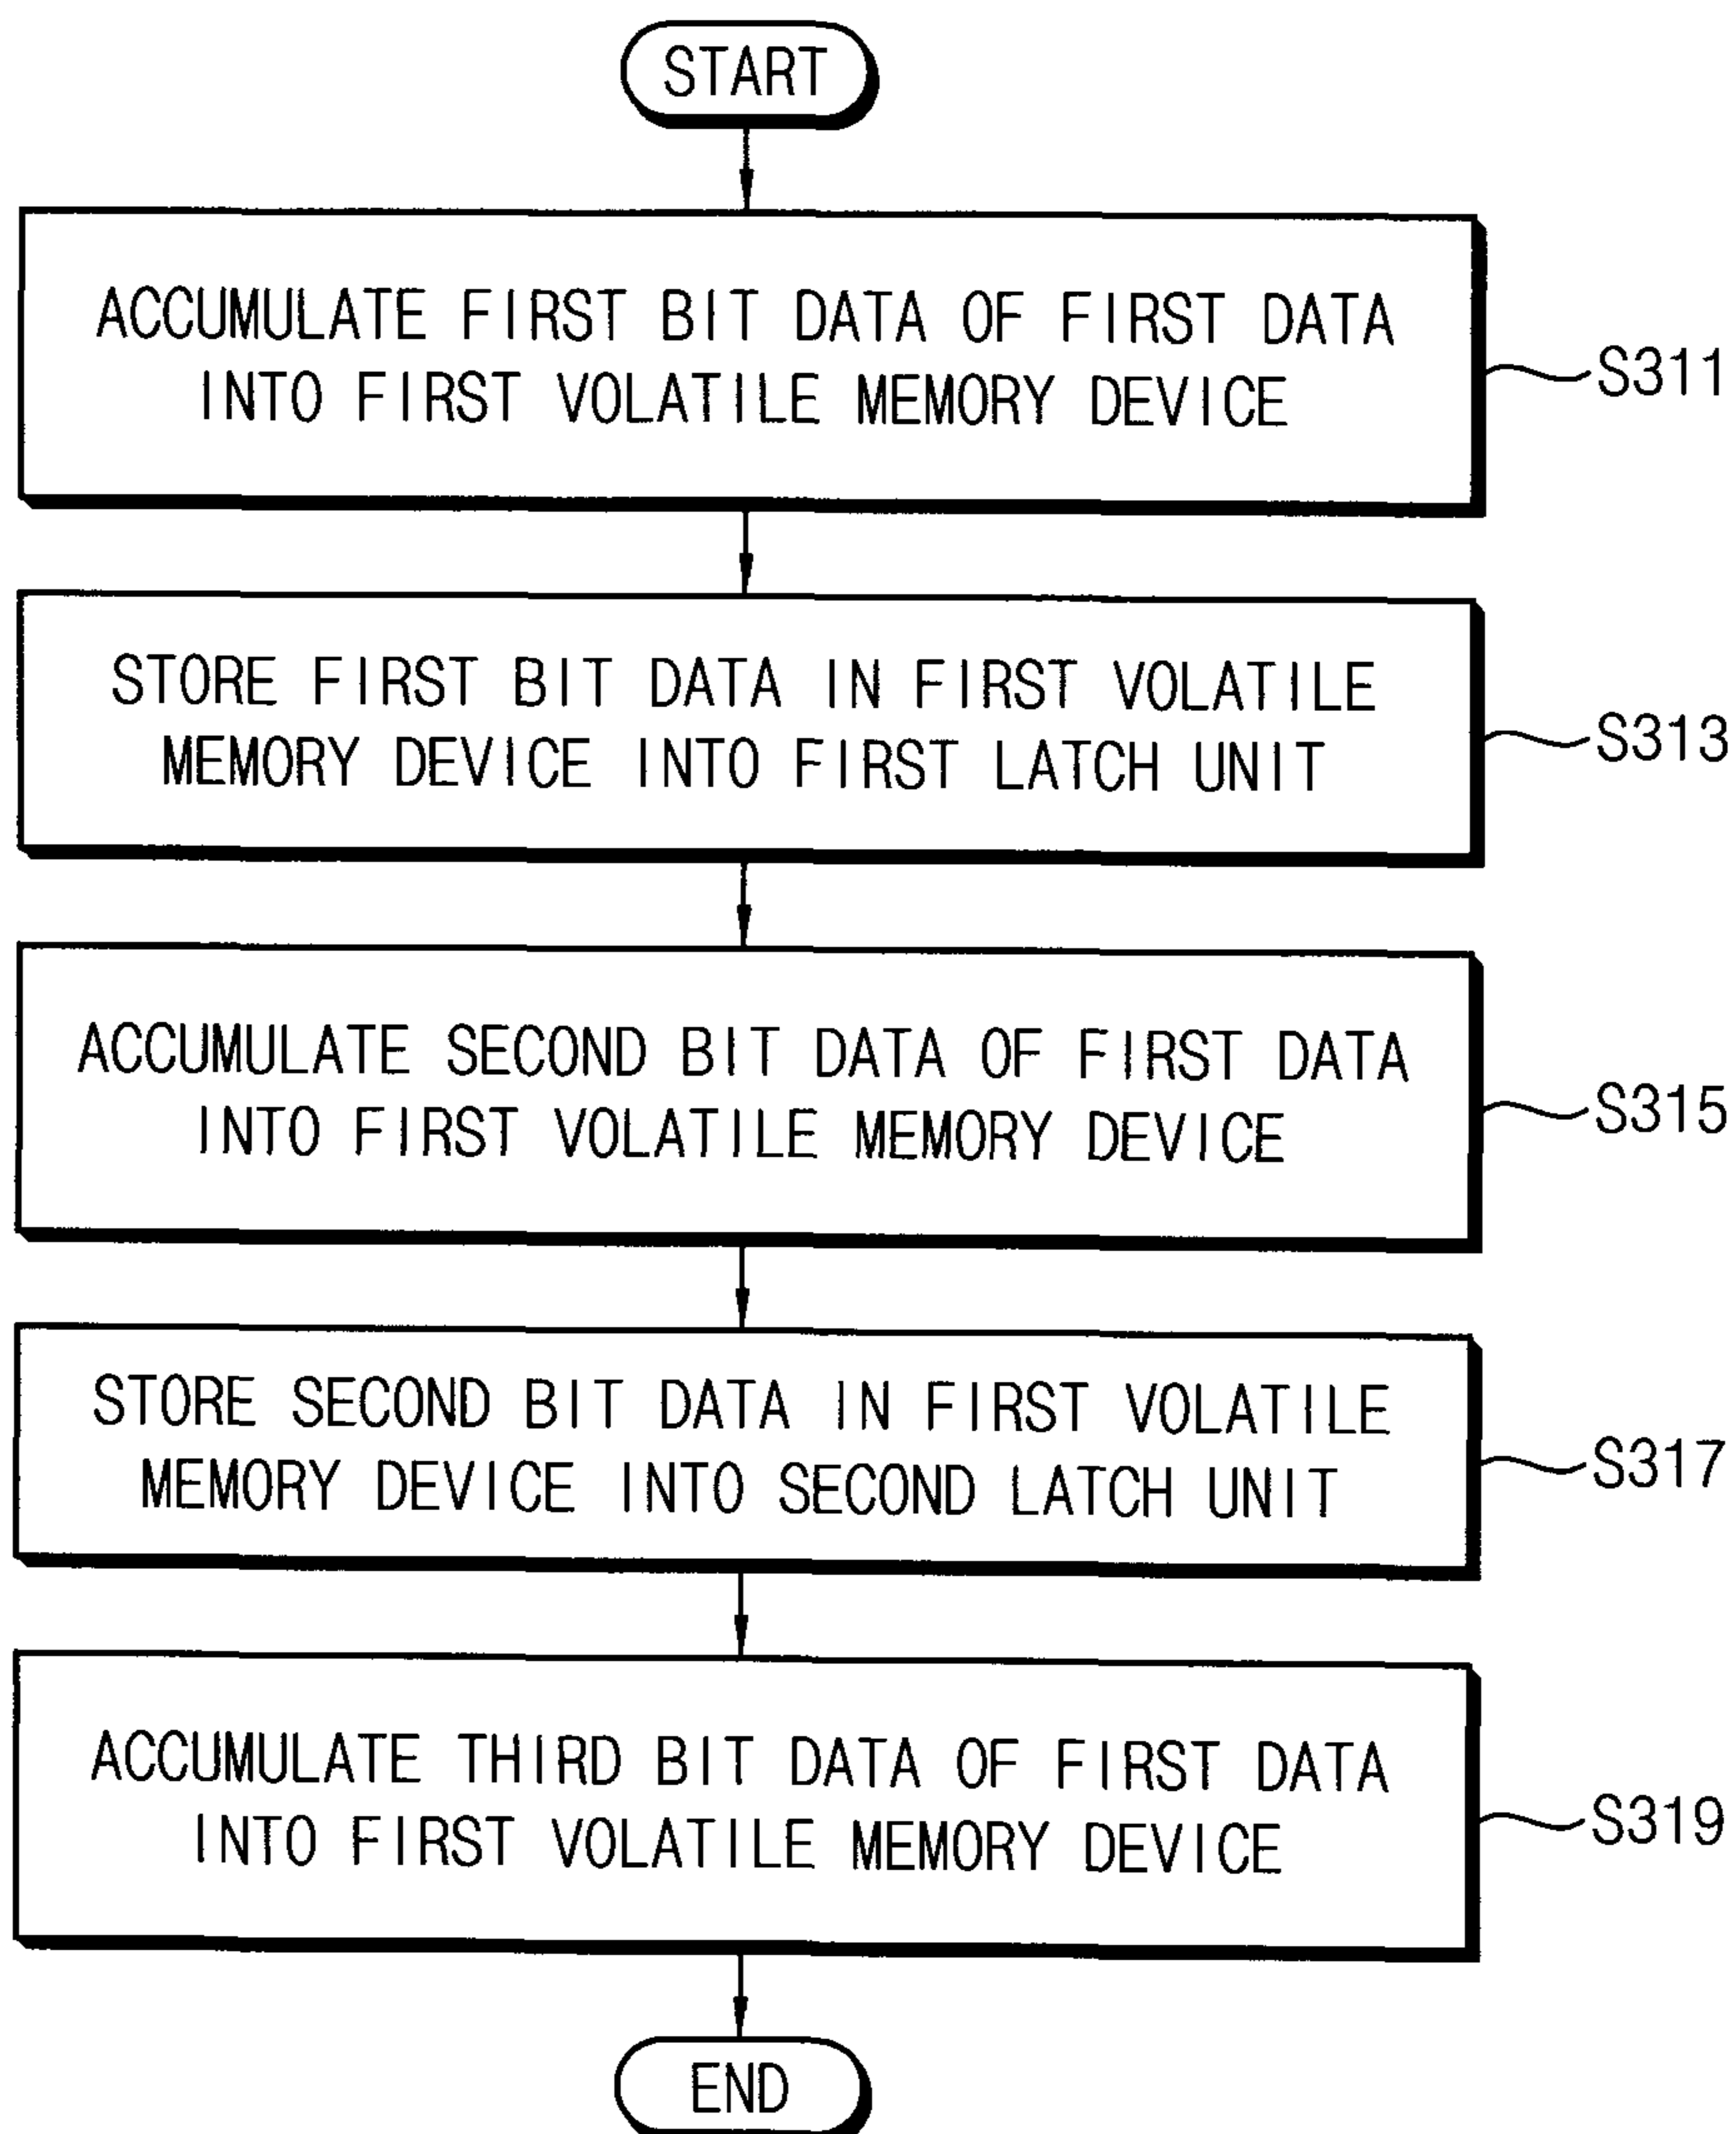 START
ACCUMULATE FIRST BIT DATA OF FIRST DATA
INTO FIRST VOLATILE MEMORY DEVICE
S311
STORE FIRST BIT DATA IN FIRST VOLATILE
MEMORY DEVICE INTO FIRST LATCH UNIT
S313
ACCUMULATE SECOND BIT DATA OF FIRST DATA
INTO FIRST VOLATILE MEMORY DEVICE
S315
STORE SECOND BIT DATA IN FIRST VOLATILE
MEMORY DEVICE INTO SECOND LATCH UNIT
S317
ACCUMULATE THIRD BIT DATA OF FIRST DATA
INTO FIRST VOLATILE MEMORY DEVICE
S319
END